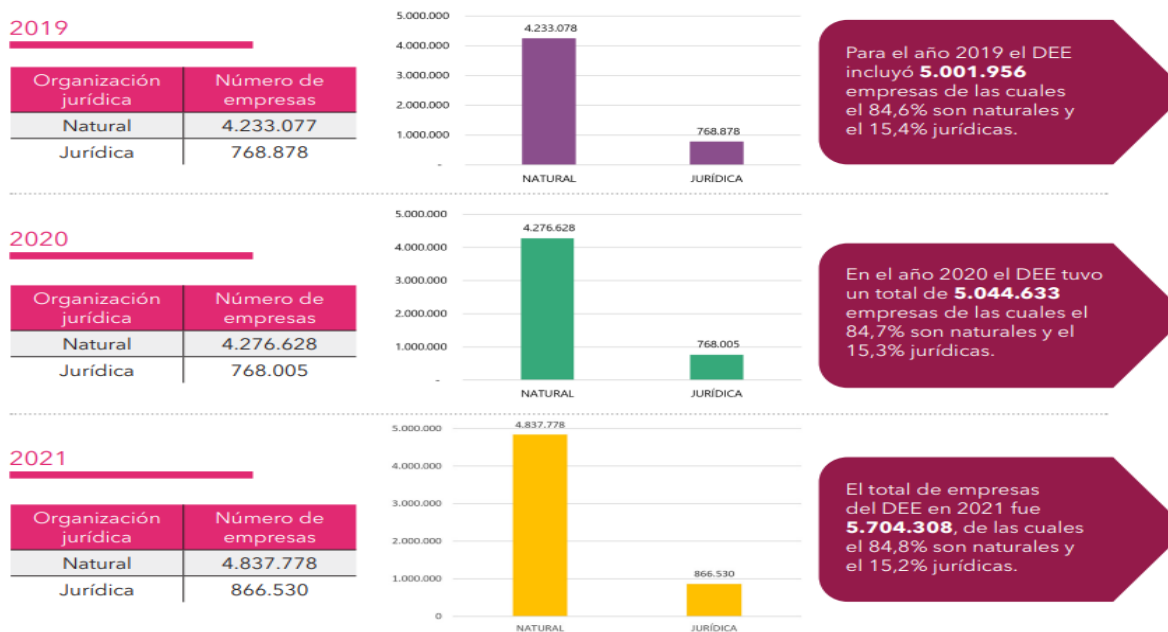 2019
Organización jurídica Número de empresas
Natural 4.233.077
Jurídica 768.878
5.000.000
4.000.000
3.000.000
2.000.000
1.000.000
-
4.233.078
768.878
NATURAL JURÍDICA
Para el año 2019 el DEE
incluyó 5.001.956
empresas de las cuales
el 84,6% son naturales y
el 15,4% jurídicas.
2020
Organización jurídica Número de empresas
Natural 4.276.628
Jurídica 768.005
5.000.000
4.000.000
3.000.000
2.000.000
1.000.000
-
4.276.628
768.005
NATURAL JURÍDICA
En el año 2020 el DEE tuvo
un total de 5.044.633
empresas de las cuales el
84,7% son naturales y el
15,3% jurídicas.
2021
Organización jurídica Número de empresas
Natural 4.837.778
Jurídica 866.530
5.000.000
4.000.000
3.000.000
2.000.000
1.000.000
0
4.837.778
866.530
NATURAL JURÍDICA
El total de empresas
del DEE en 2021 fue
5.704.308, de las cuales
el 84,8% son naturales y
el 15,2% jurídicas.